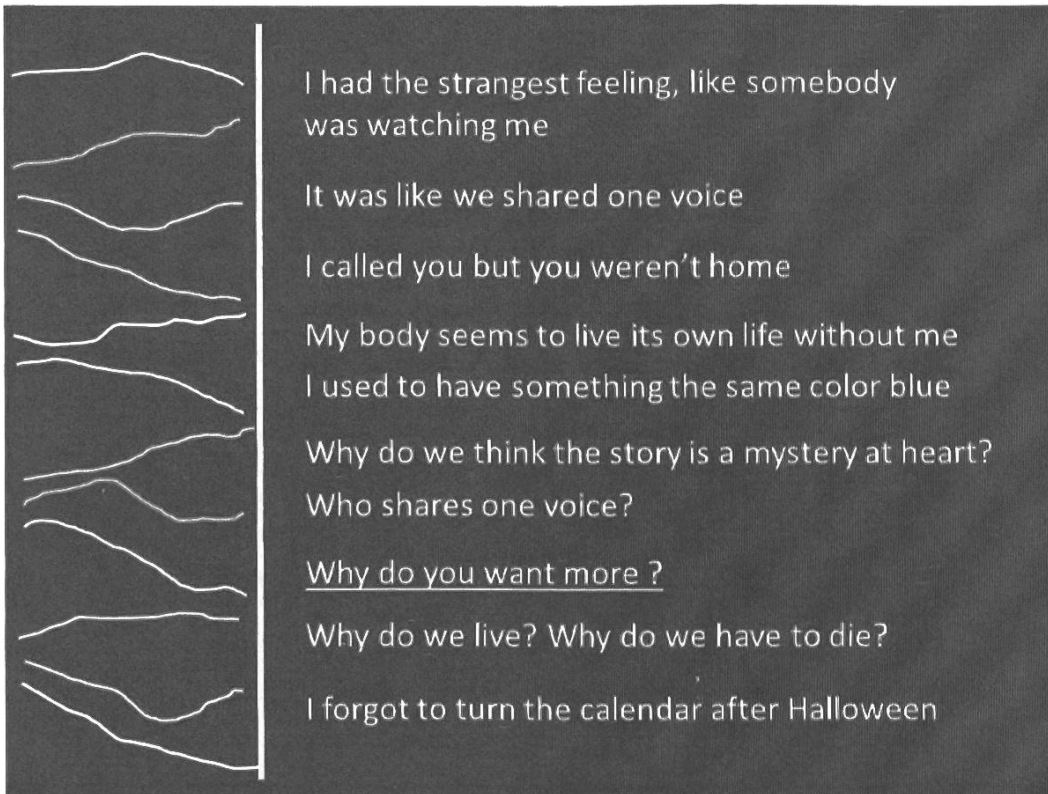 I had the strangest feeling, like somebody
was watching me
It was like we shared one voice
I called you but you weren't home
My body seems to live its own life without me
I used to have something the same color blue
Why do we think the story is a mystery at heart?
Who shares one voice?
Why do you want more ?
Why do we live? Why do we have to die?
I forgot to turn the calendar after Halloween